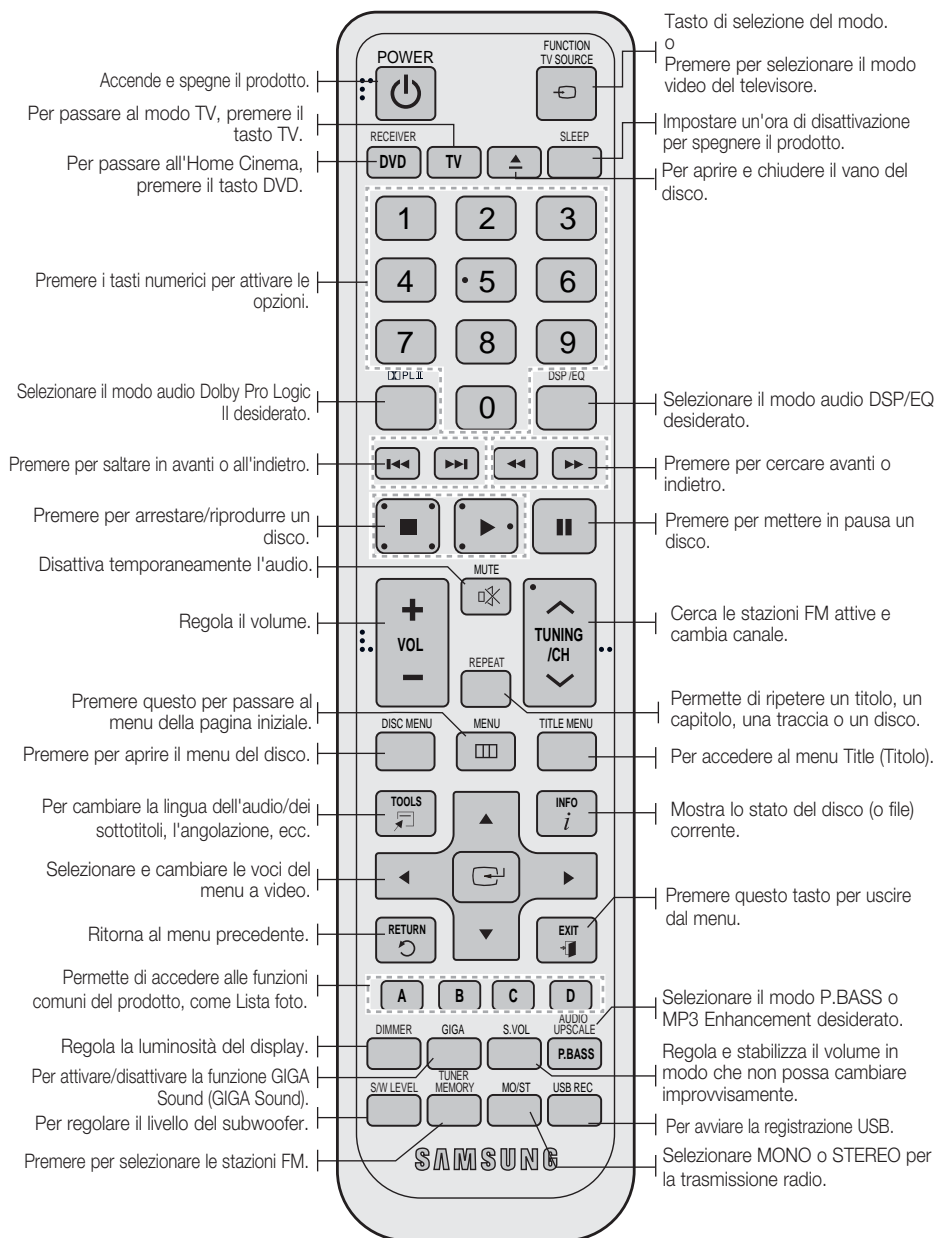 POWER
FUNCTION
TV SOURCE
Tasto di selezione del modo.
o
Premere per selezionare il modo
video del televisore.
Accende e spegne il prodotto.
Per passare al modo TV, premere il
tasto TV.
RECEIVER
SLEEP
Impostare un'ora di disattivazione
per spegnere il prodotto.
DVD
TV
Per passare all'Home Cinema,
premere il tasto DVD.
Per aprire e chiudere il vano del
disco.
1
2
3
4
5
6
Premere i tasti numerici per attivare le
opzioni.
7
8
9
PL II
DSP /EQ
0
Selezionare il modo audio Dolby Pro Logic
II desiderato.
Selezionare il modo audio DSP/EQ
desiderato.
Premere per saltare in avanti o all'indietro.
Premere per cercare avanti o
indietro.
Premere per arrestare/riprodurre un
disco.
Premere per mettere in pausa un
disco.
Disattiva temporaneamente l'audio.
MUTE
Regola il volume.
VOL
TUNING
/CH
Cerca le stazioni FM attive e
cambia canale.
REPEAT
Premere questo per passare al
menu della pagina iniziale.
Permette di ripetere un titolo, un
capitolo, una traccia o un disco.
DISC MENU
MENU
TITLE MENU
Premere per aprire il menu del disco.
Per accedere al menu Title (Titolo).
TOOLS
INFO
i
Per cambiare la lingua dell'audio/dei
sottotitoli, l'angolazione, ecc.
Mostra lo stato del disco (o file)
corrente.
Selezionare e cambiare le voci del
menu a video.
Premere questo tasto per uscire
dal menu.
RETURN
EXIT
Ritorna al menu precedente.
Permette di accedere alle funzioni
comuni del prodotto, come Lista foto.
A
B
C
D
Selezionare il modo P.BASS o
MP3 Enhancement desiderato.
DIMMER
GIGA
S.VOL
AUDIO
UPSCALE
P.BASS
Regola la luminosità del display.
Regola e stabilizza il volume in
modo che non possa cambiare
improvvisamente.
Per attivare/disattivare la funzione GIGA
Sound (GIGA Sound).
S/W LEVEL
TUNER
MEMORY
MO/ST
USB REC
Per regolare il livello del subwoofer.
Per avviare la registrazione USB.
Premere per selezionare le stazioni FM.
SAMSUNG
Selezionare MONO o STEREO per
la trasmissione radio.